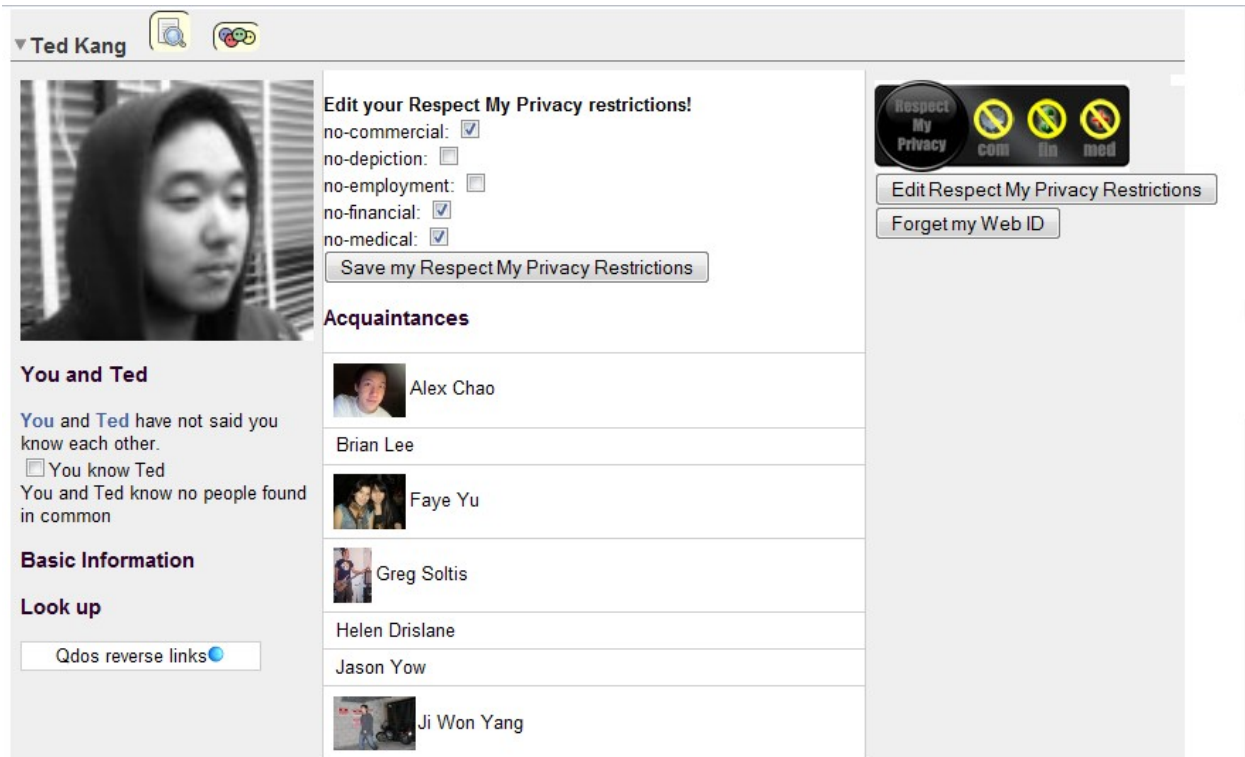 Ted Kang
Edit your Respect My Privacy restrictions!
no-commercial:
no-depiction:
no-employment:
no-financial:
no-medical:
Save my Respect My Privacy Restrictions
Acquaintances
Alex Chao
Brian Lee
Faye Yu
Greg Soltis
Helen Drislane
Jason Yow
Ji Won Yang
You and Ted
You and Ted have not said you
know each other.
You know Ted
You and Ted know no people found
in common
Basic Information
Look up
Qdos reverse links
Respect
My
Privacy
com fin med
Edit Respect My Privacy Restrictions
Forget my Web ID